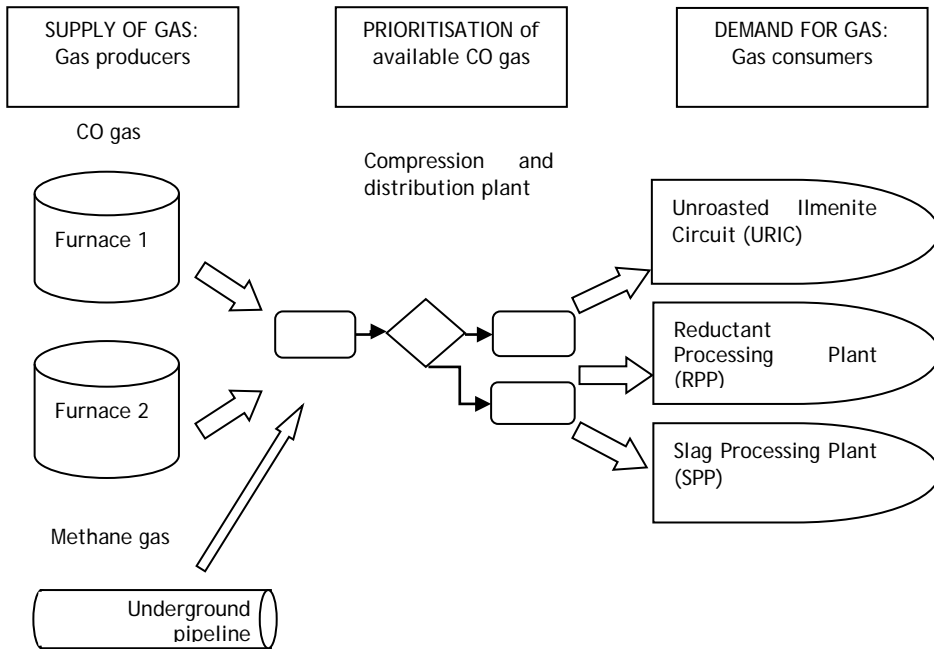 SUPPLY OF GAS:
Gas producers
PRIORITISATION of
available CO gas
DEMAND FOR GAS:
Gas consumers
CO gas
Compression and
distribution plant
Furnace 1
Unroasted Ilmenite
Circuit (URIC)
Reductant
Processing Plant
(RPP)
Furnace 2
Slag Processing Plant
(SPP)
Methane gas
Underground
pipeline